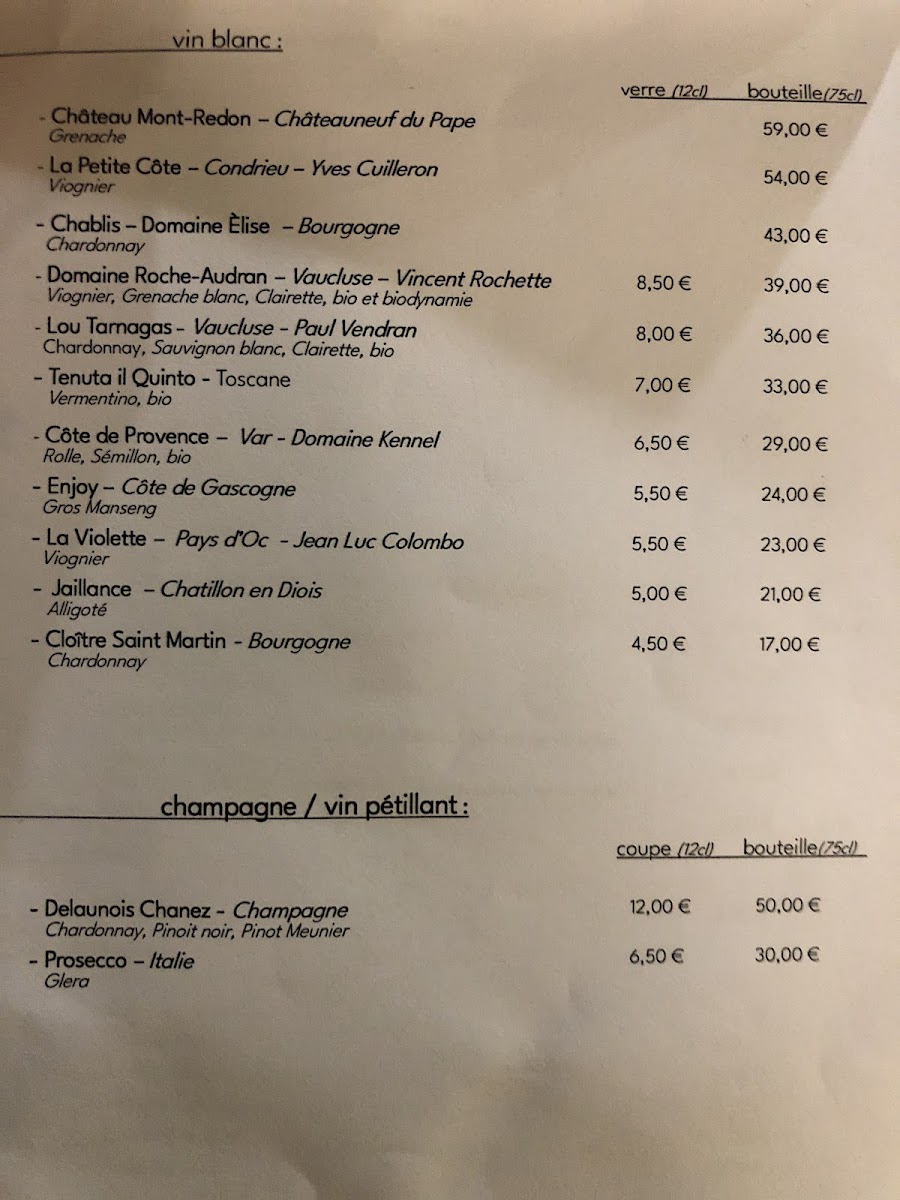 vin blanc :
verre (12cl) bouteille(75cl)
- Château Mont-Redon – Châteauneuf du Pape 59,00 €
Grenache
- La Petite Côte – Condrieu – Yves Cuilleron 54,00 €
Viognier
- Chablis – Domaine Èlise – Bourgogne 43,00 €
Chardonnay
- Domaine Roche-Audran – Vaucluse – Vincent Rochette 8,50 € 39,00 €
Viognier, Grenache blanc, Clairette, bio et biodynamie
- Lou Tarnagas - Vaucluse - Paul Vendran 8,00 € 36,00 €
Chardonnay, Sauvignon blanc, Clairette, bio
- Tenuta il Quinto - Toscane 7,00 € 33,00 €
Vermentino, bio
- Côte de Provence – Var - Domaine Kennel 6,50 € 29,00 €
Rolle, Sémillon, bio
- Enjoy – Côte de Gascogne 5,50 € 24,00 €
Gros Manseng
- La Violette – Pays d'Oc - Jean Luc Colombo 5,50 € 23,00 €
Viognier
- Jaillance – Chatillon en Diois 5,00 € 21,00 €
Alligoté
- Cloître Saint Martin - Bourgogne 4,50 € 17,00 €
Chardonnay
champagne / vin pétillant :
coupe (12cl) bouteille(75cl)
- Delaunois Chanez - Champagne 12,00 € 50,00 €
Chardonnay, Pinoit noir, Pinot Meunier
- Prosecco – Italie 6,50 € 30,00 €
Glera